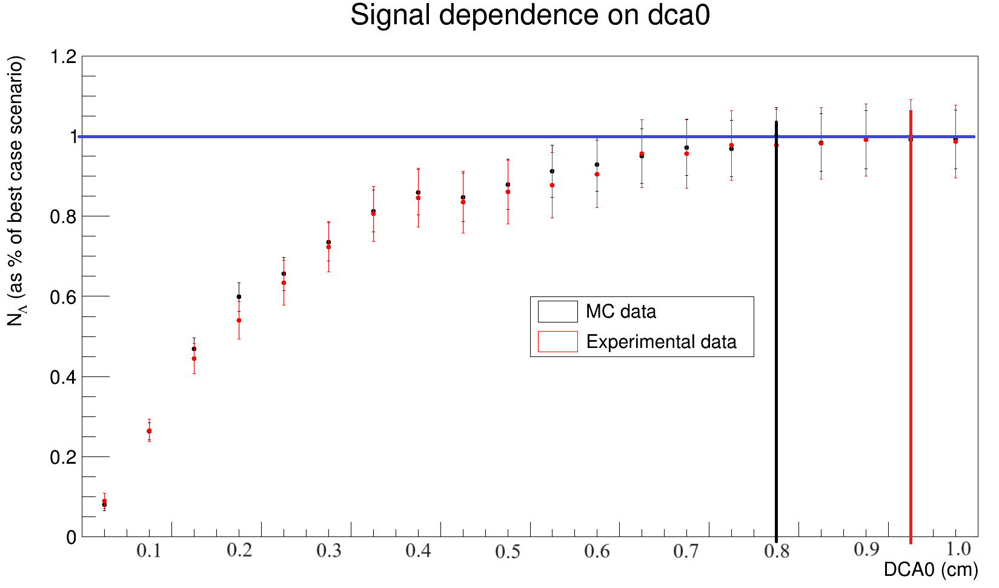 Signal dependence on dca0
N_Λ (as % of best case scenario)
1.2
1
0.8
0.6
0.4
0.2
0
MC data
Experimental data
0.1 0.2 0.3 0.4 0.5 0.6 0.7 0.8 0.9 1.0
DCA0 (cm)